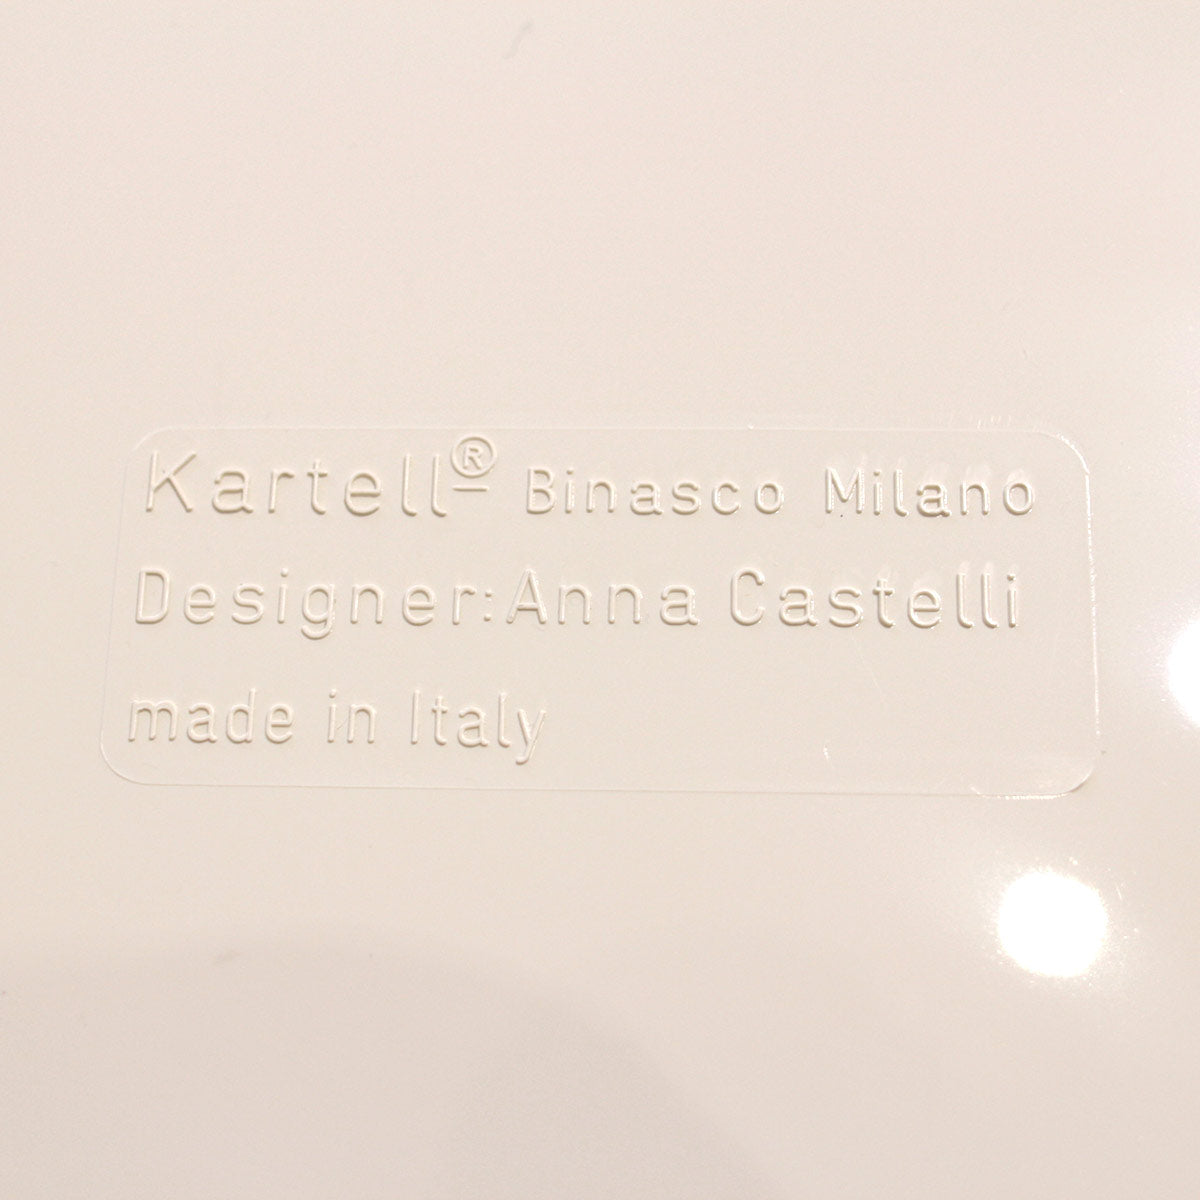 Kartell® Binasco Milano
Designer: Anna Castelli
made in Italy